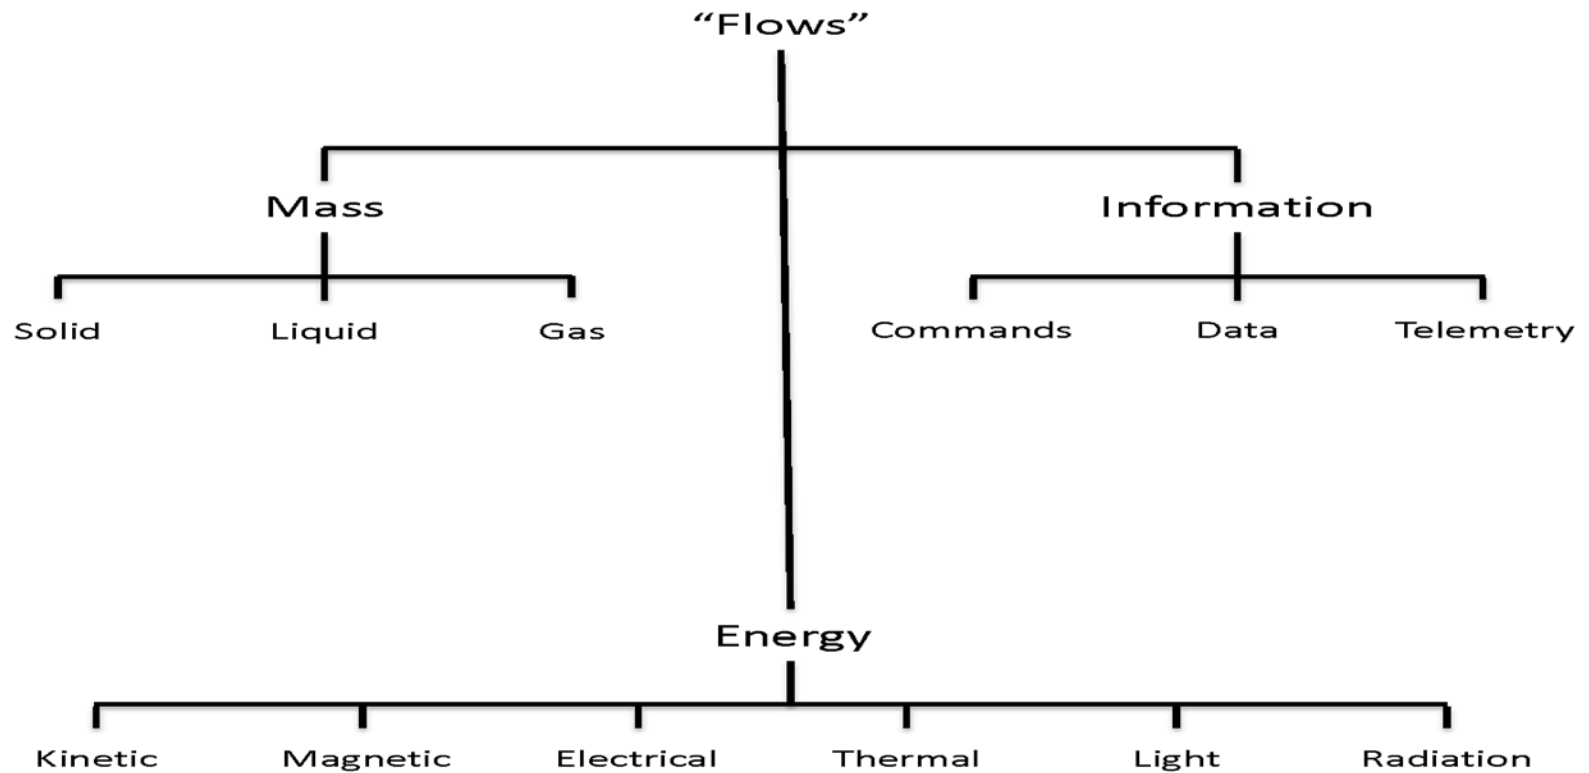 “Flows”
Mass
Information
Solid
Liquid
Gas
Commands
Data
Telemetry
Energy
Kinetic
Magnetic
Electrical
Thermal
Light
Radiation